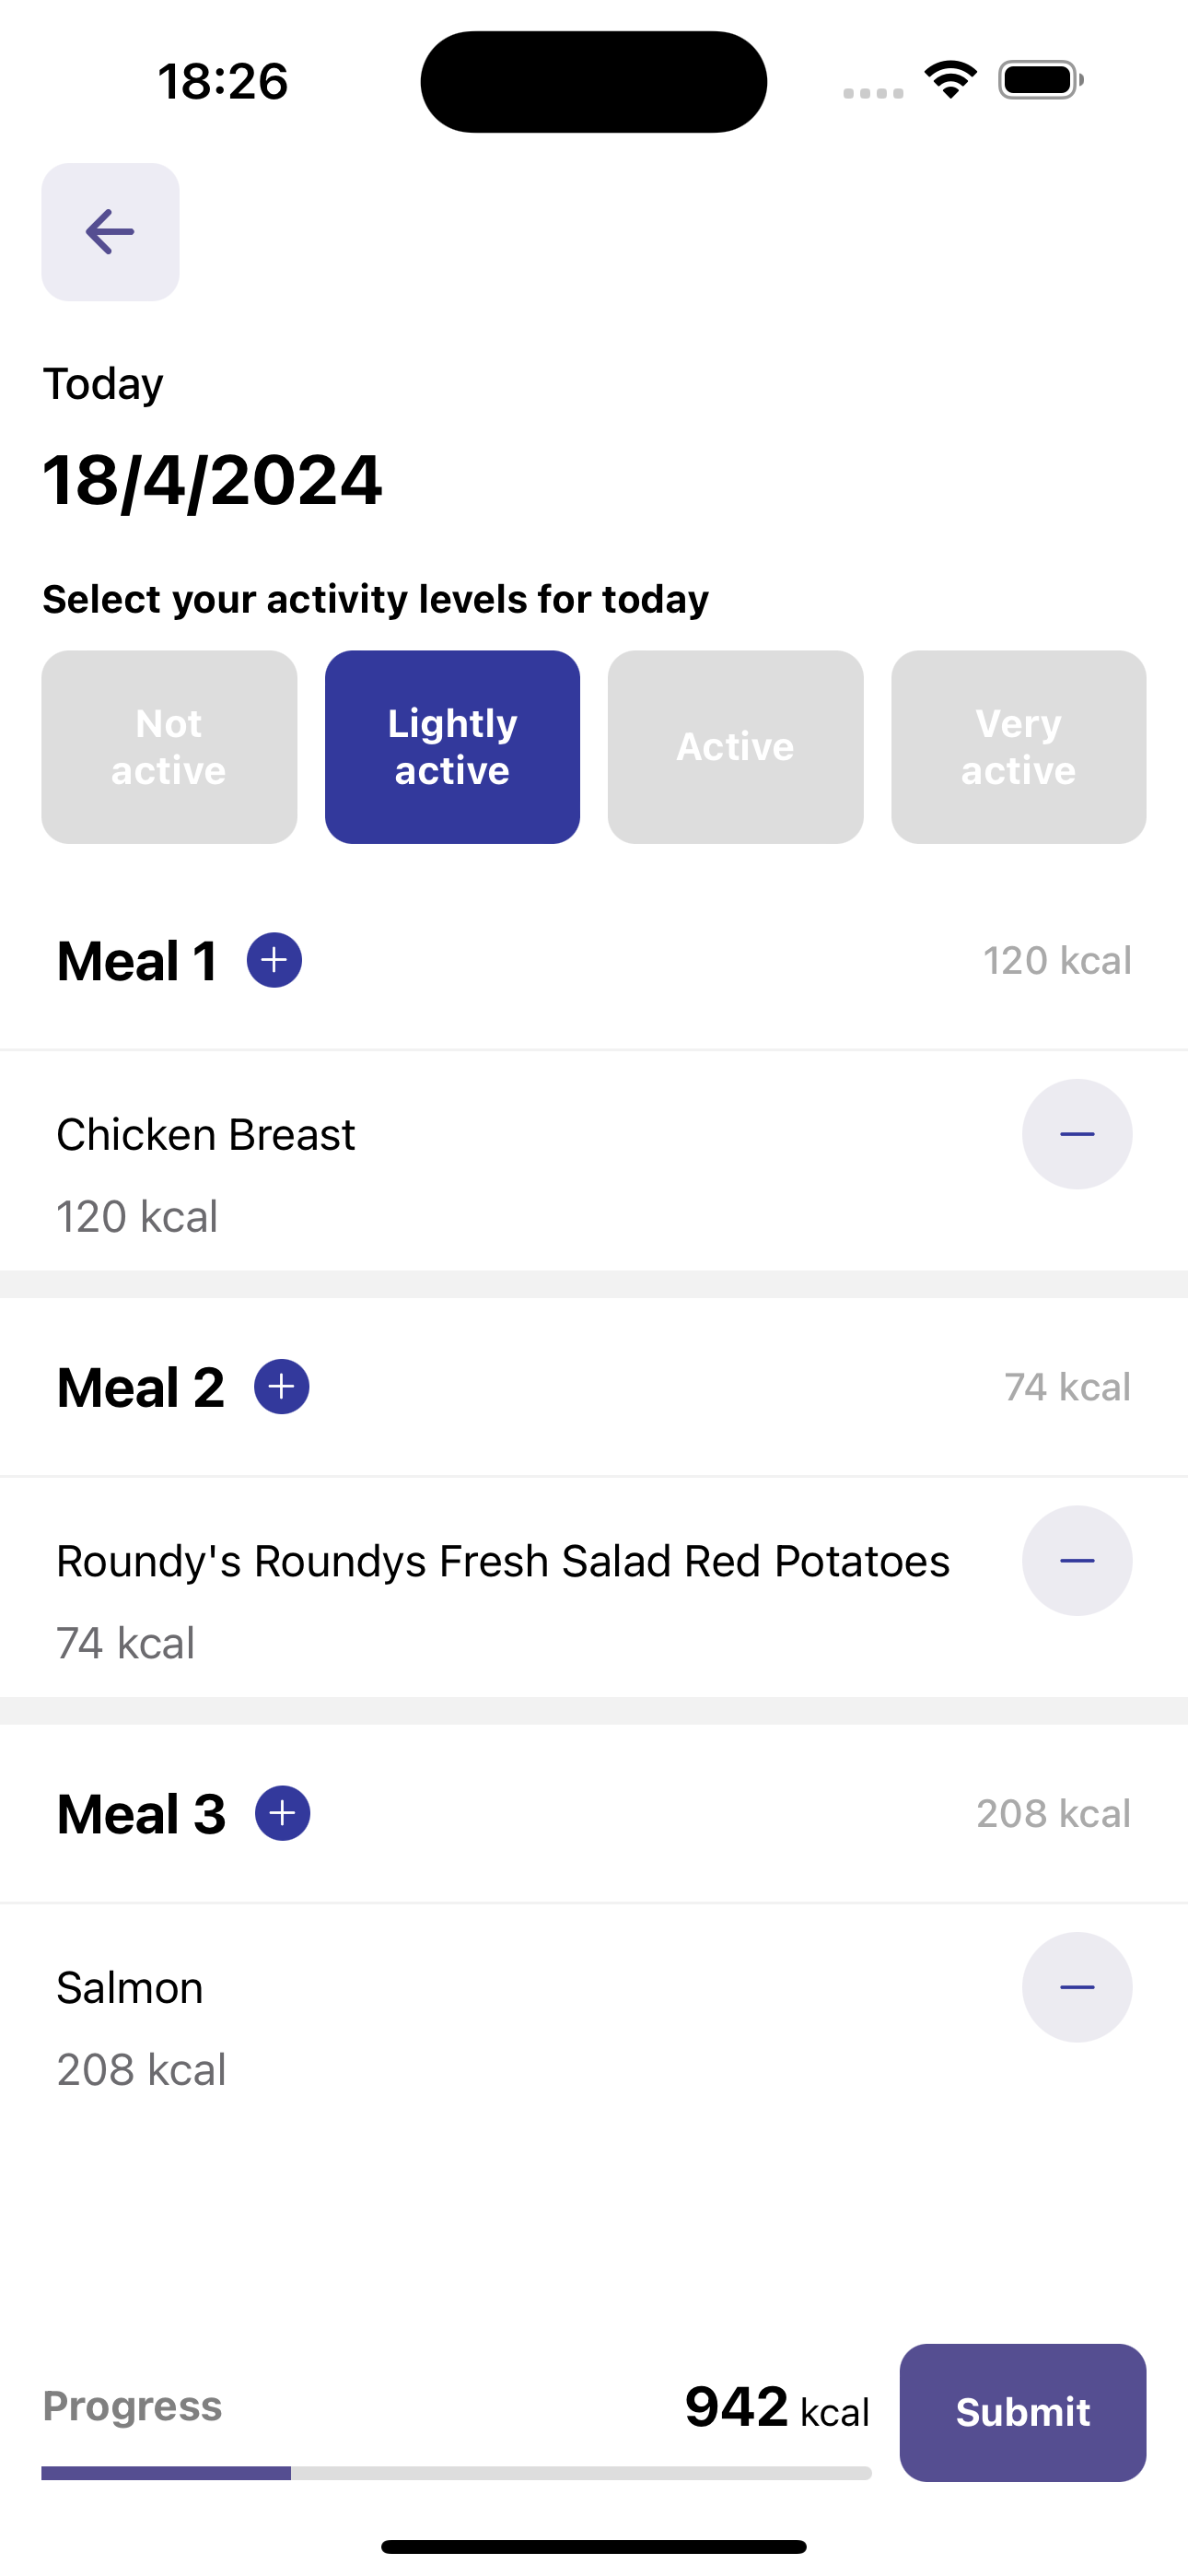 18:26
Today
18/4/2024
Select your activity levels for today
Not
active
Lightly
active
Active
Very
active
Meal 1
120 kcal
Chicken Breast
120 kcal
Meal 2
74 kcal
Roundy's Roundys Fresh Salad Red Potatoes
74 kcal
Meal 3
208 kcal
Salmon
208 kcal
Progress
942 kcal
Submit